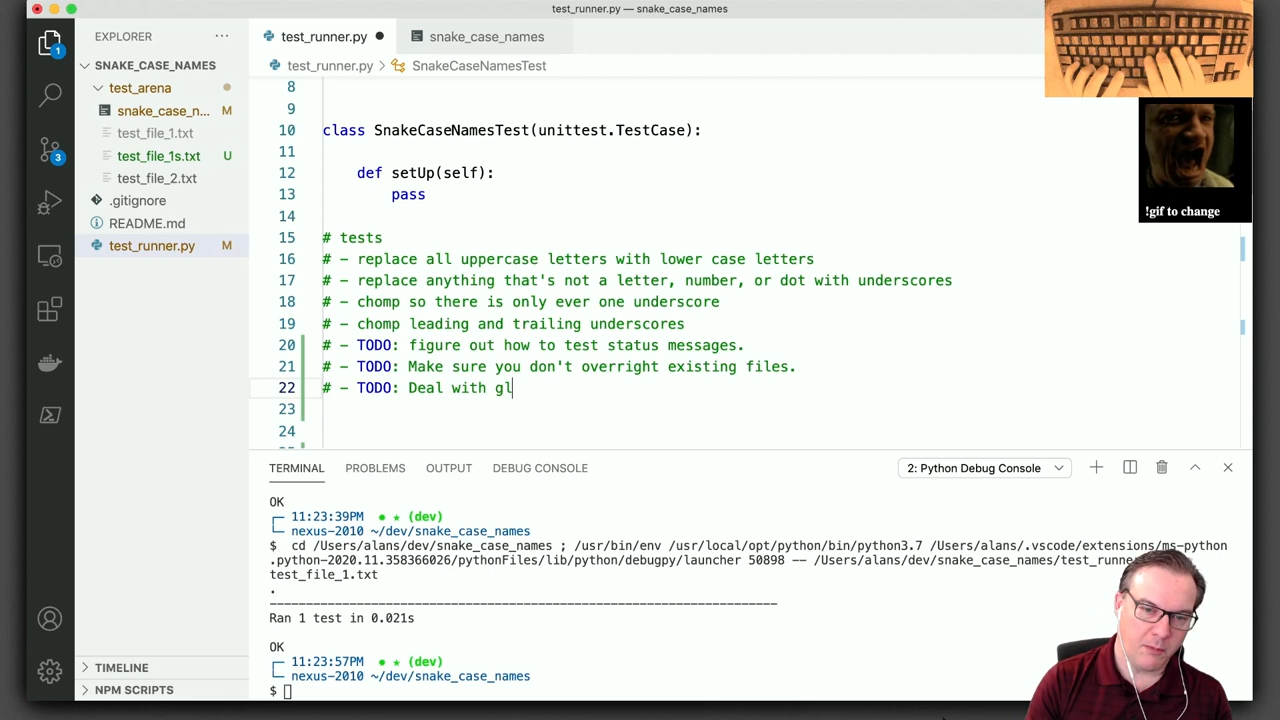 test_runner.py — snake_case_names
EXPLORER
SNAKE_CASE_NAMES
test_arena
snake_case_n... M
test_file_1.txt
test_file_1s.txt U
test_file_2.txt
.gitignore
README.md
test_runner.py M
TIMELINE
NPM SCRIPTS
1
3
test_runner.py
snake_case_names
test_runner.py > SnakeCaseNamesTest
8
9
10 class SnakeCaseNamesTest(unittest.TestCase):
11
12 def setUp(self):
13 pass
14
15 # tests
16 # - replace all uppercase letters with lower case letters
17 # - replace anything that's not a letter, number, or dot with underscores
18 # - chomp so there is only ever one underscore
19 # - chomp leading and trailing underscores
20 # - TODO: figure out how to test status messages.
21 # - TODO: Make sure you don't overright existing files.
22 # - TODO: Deal with gl
23
24
!gif to change
TERMINAL PROBLEMS OUTPUT DEBUG CONSOLE 2: Python Debug Console
OK
11:23:39PM ● ★ (dev)
nexus-2010 ~/dev/snake_case_names
$ cd /Users/alans/dev/snake_case_names ; /usr/bin/env /usr/local/opt/python/bin/python3.7 /Users/alans/.vscode/extensions/ms-python
.python-2020.11.358366026/pythonFiles/lib/python/debugpy/launcher 50898 -- /Users/alans/dev/snake_case_names/test_runne
test_file_1.txt
.
----------------------------------------------------------------------
Ran 1 test in 0.021s
OK
11:23:57PM ● ★ (dev)
nexus-2010 ~/dev/snake_case_names
$